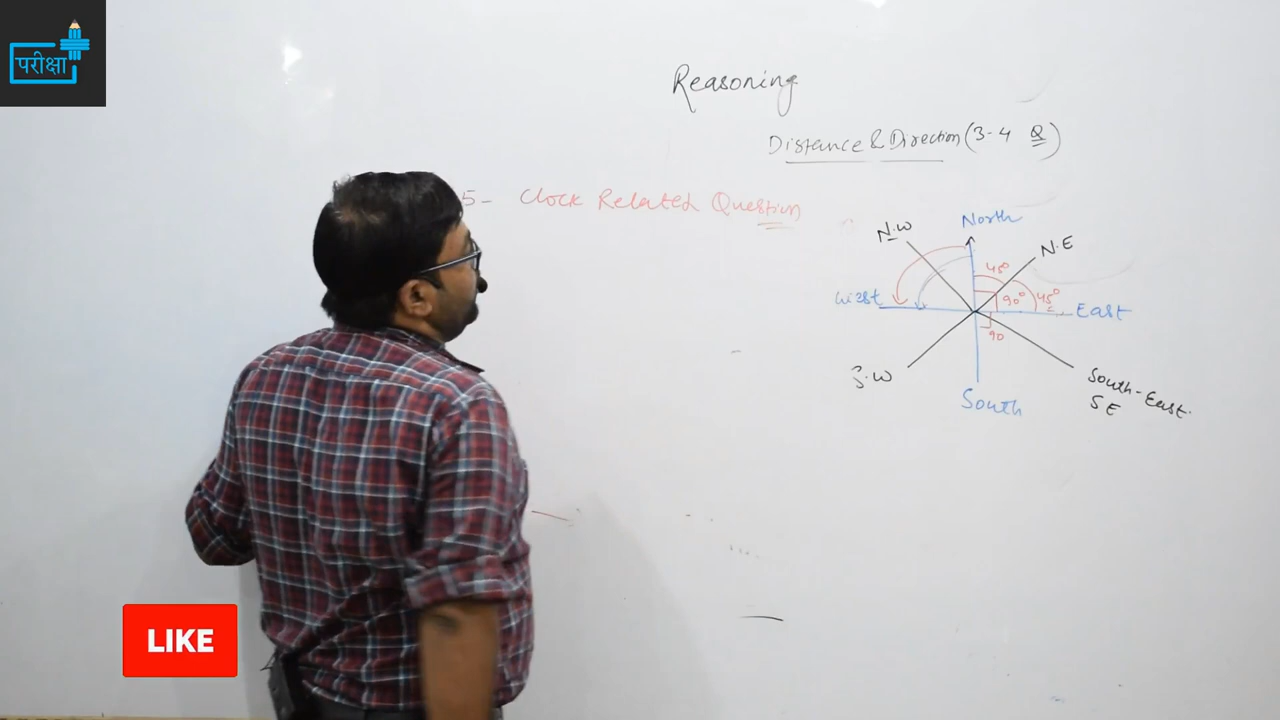 परीक्षा
Reasoning
Distance & Direction (3-4 Q)
5- Clock Related Question
North
N.W
N.E
45°
West
90°
45°
East
90
S.W
South-East
SE
South
LIKE